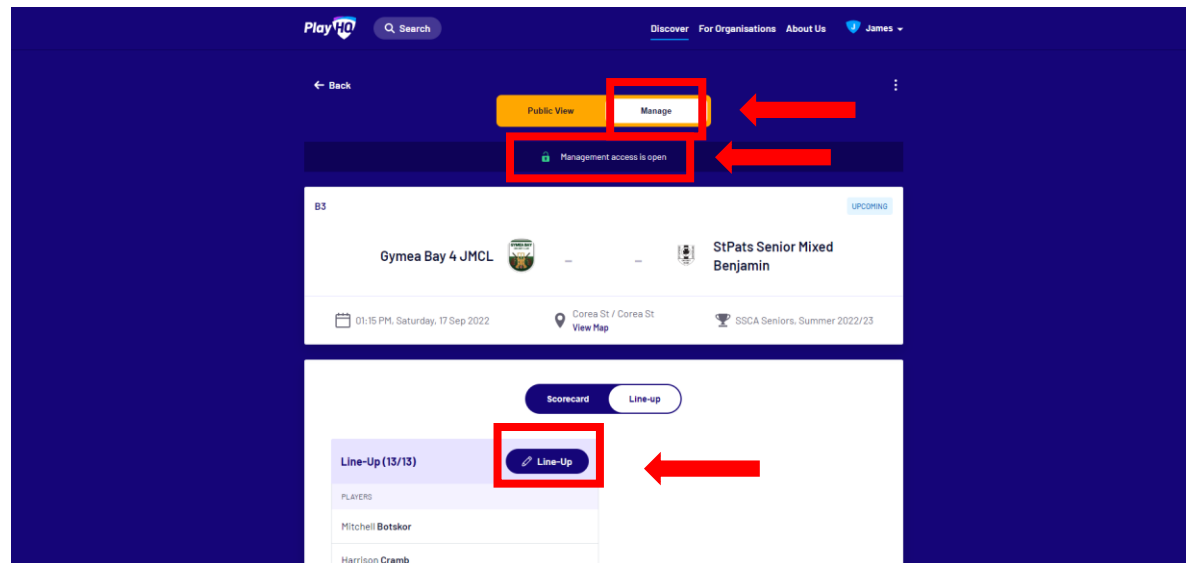 PlayHQ Search Discover For Organisations About Us James
← Back
Public View Manage
Management access is open
B3 UPCOMING
Gymea Bay 4 JMCL – – StPats Senior Mixed
Benjamin
01:15 PM, Saturday, 17 Sep 2022 Corea St / Corea St SSCA Seniors, Summer 2022/23
View Map
Scorecard Line-up
Line-Up (13/13) Line-Up
PLAYERS
Mitchell Botskor
Harrison Cramb